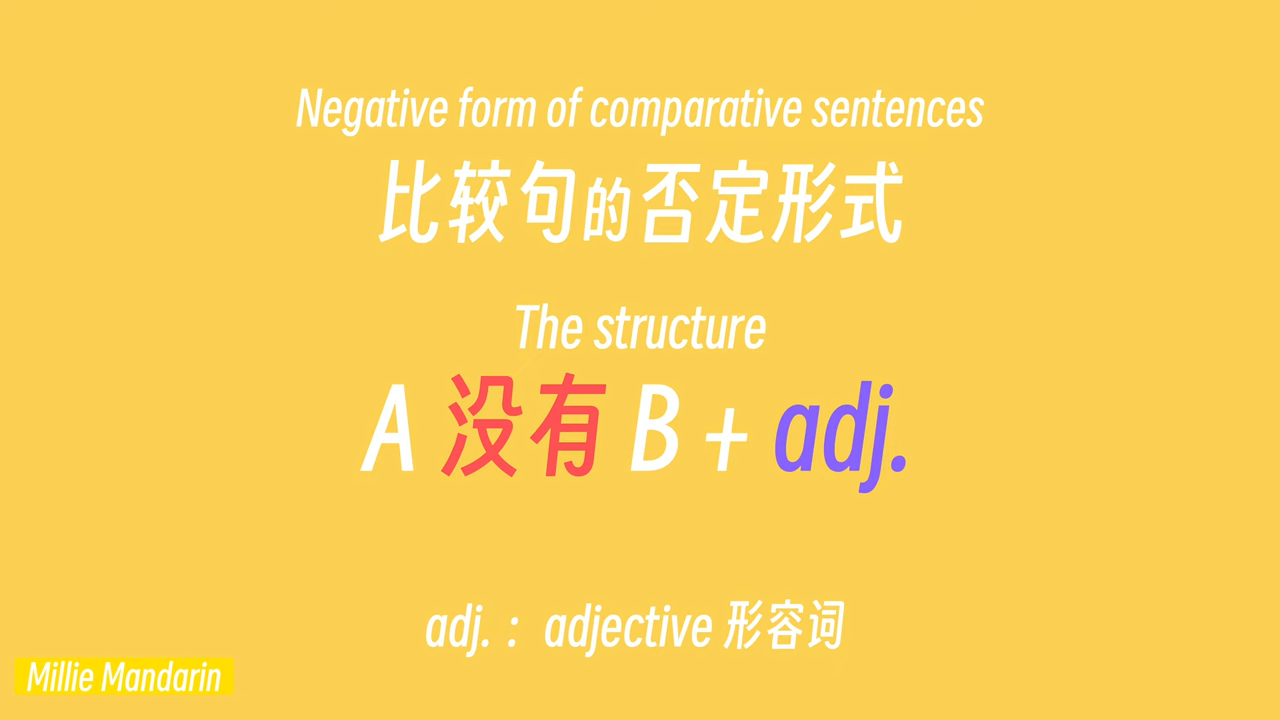 Negative form of comparative sentences
比较句的否定形式
The structure
A 没有 B + adj.
adj. : adjective 形容词
Millie Mandarin